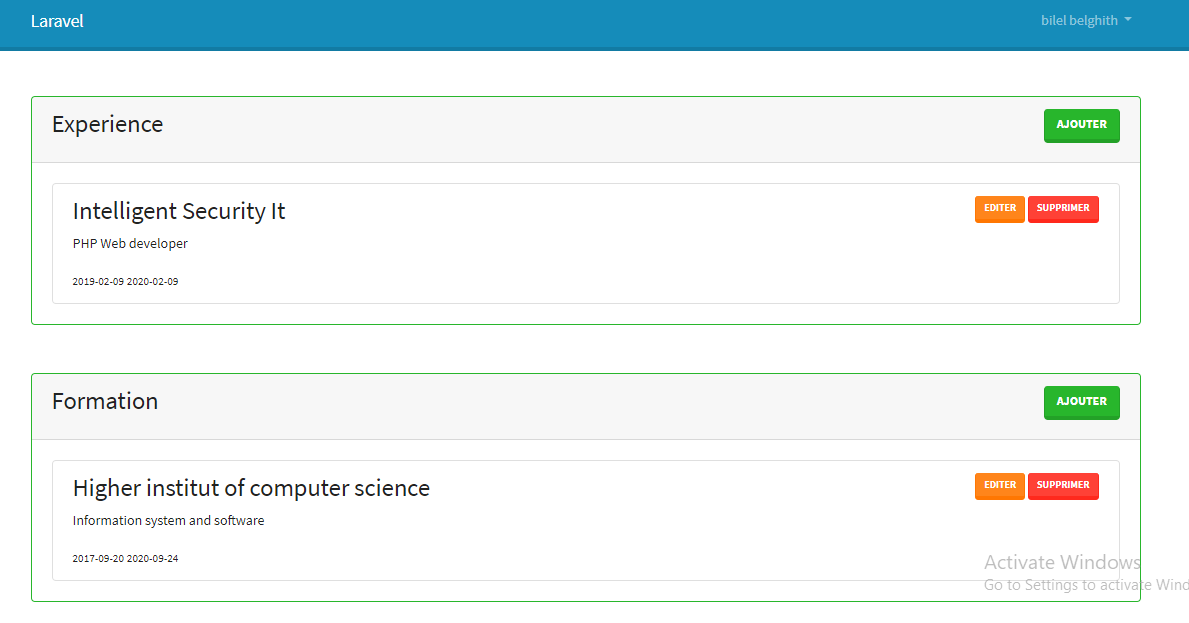 Laravel
bilel belghith
Experience
AJOUTER
Intelligent Security It
EDITER
SUPPRIMER
PHP Web developer
2019-02-09 2020-02-09
Formation
AJOUTER
Higher institut of computer science
EDITER
SUPPRIMER
Information system and software
2017-09-20 2020-09-24
Activate Windows
Go to Settings to activate Wind